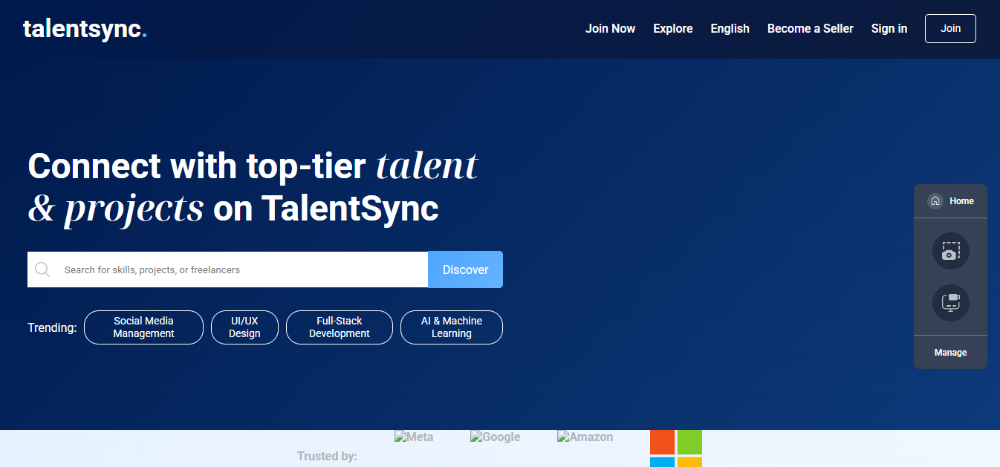 talentsync.
Join Now
Explore
English
Become a Seller
Sign in
Join
Connect with top-tier talent
& projects on TalentSync
Search for skills, projects, or freelancers
Discover
Trending:
Social Media
Management
UI/UX
Design
Full-Stack
Development
AI & Machine
Learning
Home
Manage
Trusted by:
Meta
Google
Amazon